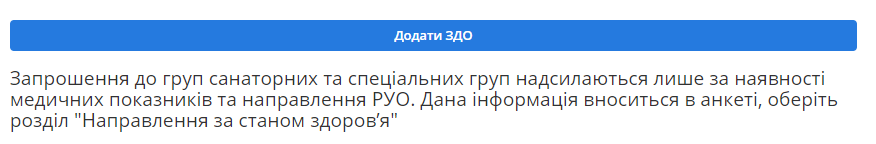 Додати ЗДО
Запрошення до груп санаторних та спеціальних груп надсилаються лише за наявності
медичних показників та направлення РУО. Дана інформація вноситься в анкеті, оберіть
розділ "Направлення за станом здоров’я"